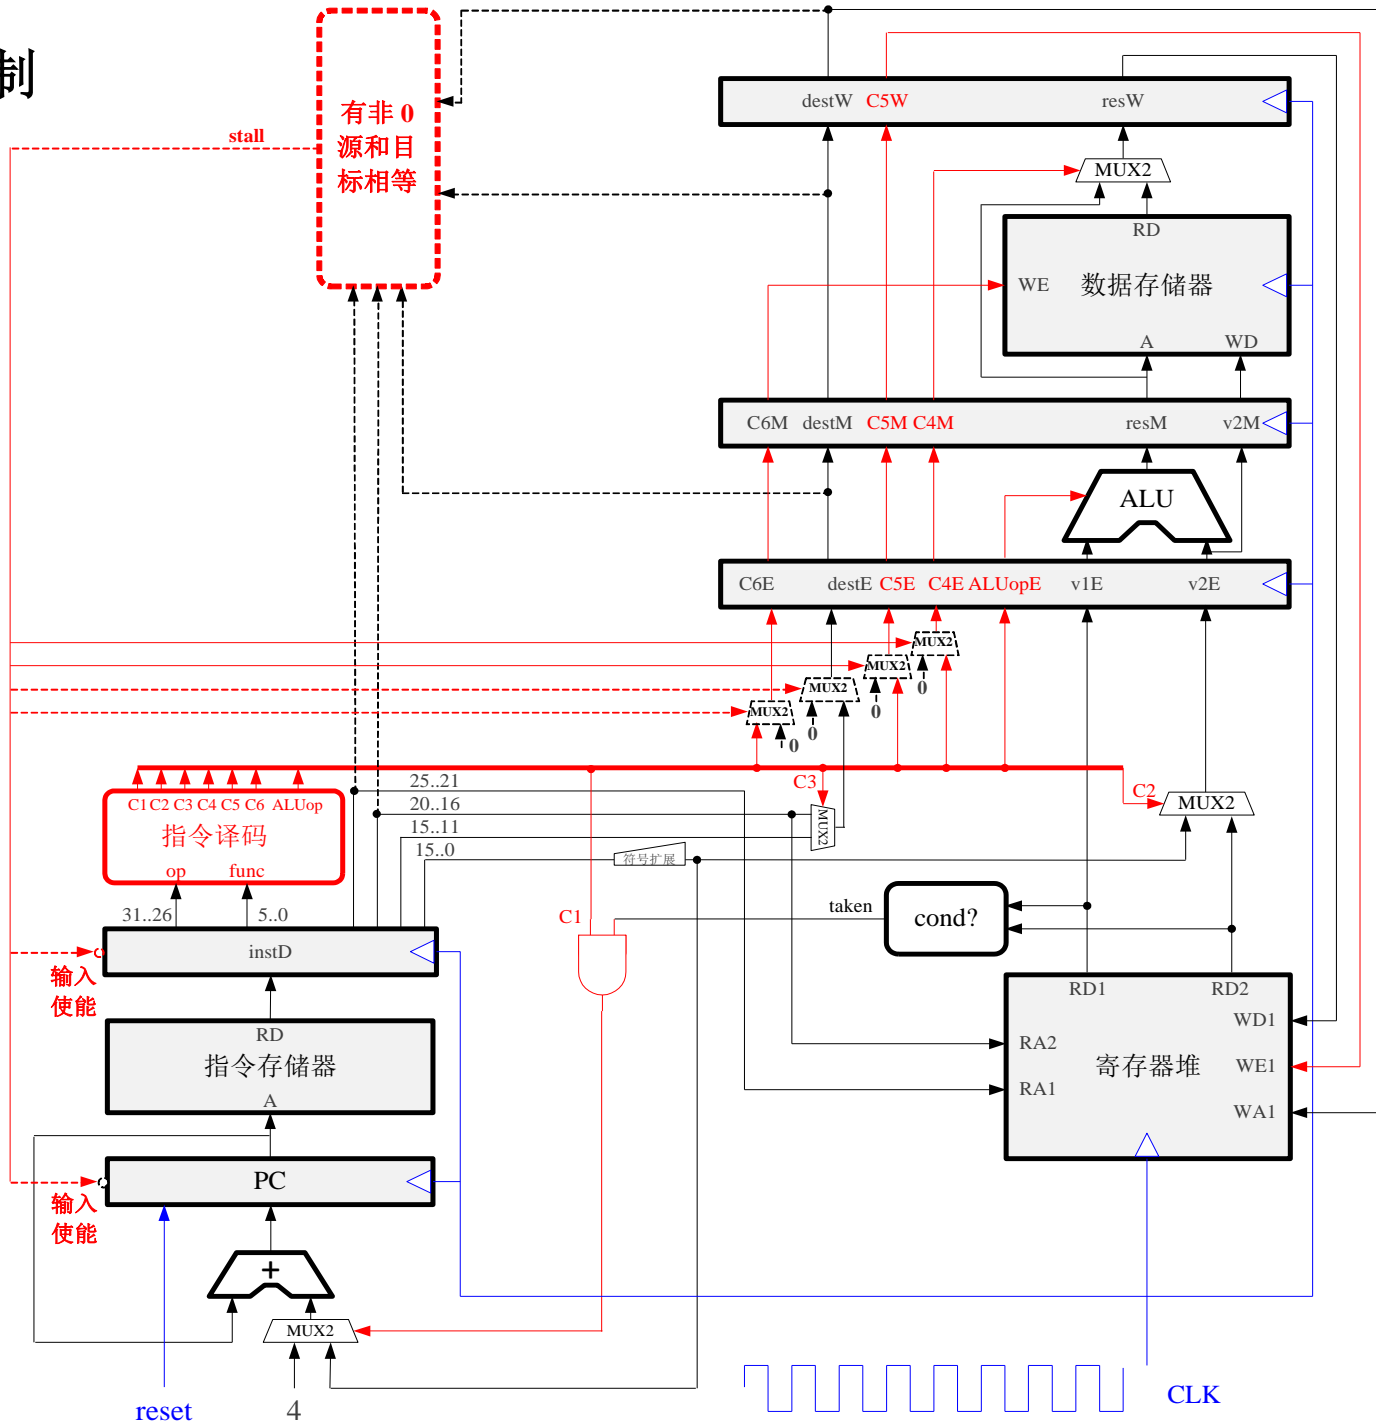 制
有非 0
源和目
标相等
stall
destW C5W resW
MUX2
RD
WE 数据存储器
A WD
C6M destM C5M C4M resM v2M
ALU
C6E destE C5E C4E ALUopE v1E v2E
MUX2
MUX2
0
MUX2
0
MUX2
0
0
C3
25..21
20..16
15..11
15..0
MUX2
C2
MUX2
C1 C2 C3 C4 C5 C6 ALUop
指令译码
op func
符号扩展
31..26 5..0
C1
taken
cond?
instD
输入
使能
RD1 RD2
WD1
RA2
寄存器堆
WE1
RA1
WA1
RD
指令存储器
A
PC
输入
使能
+
MUX2
reset
4
CLK